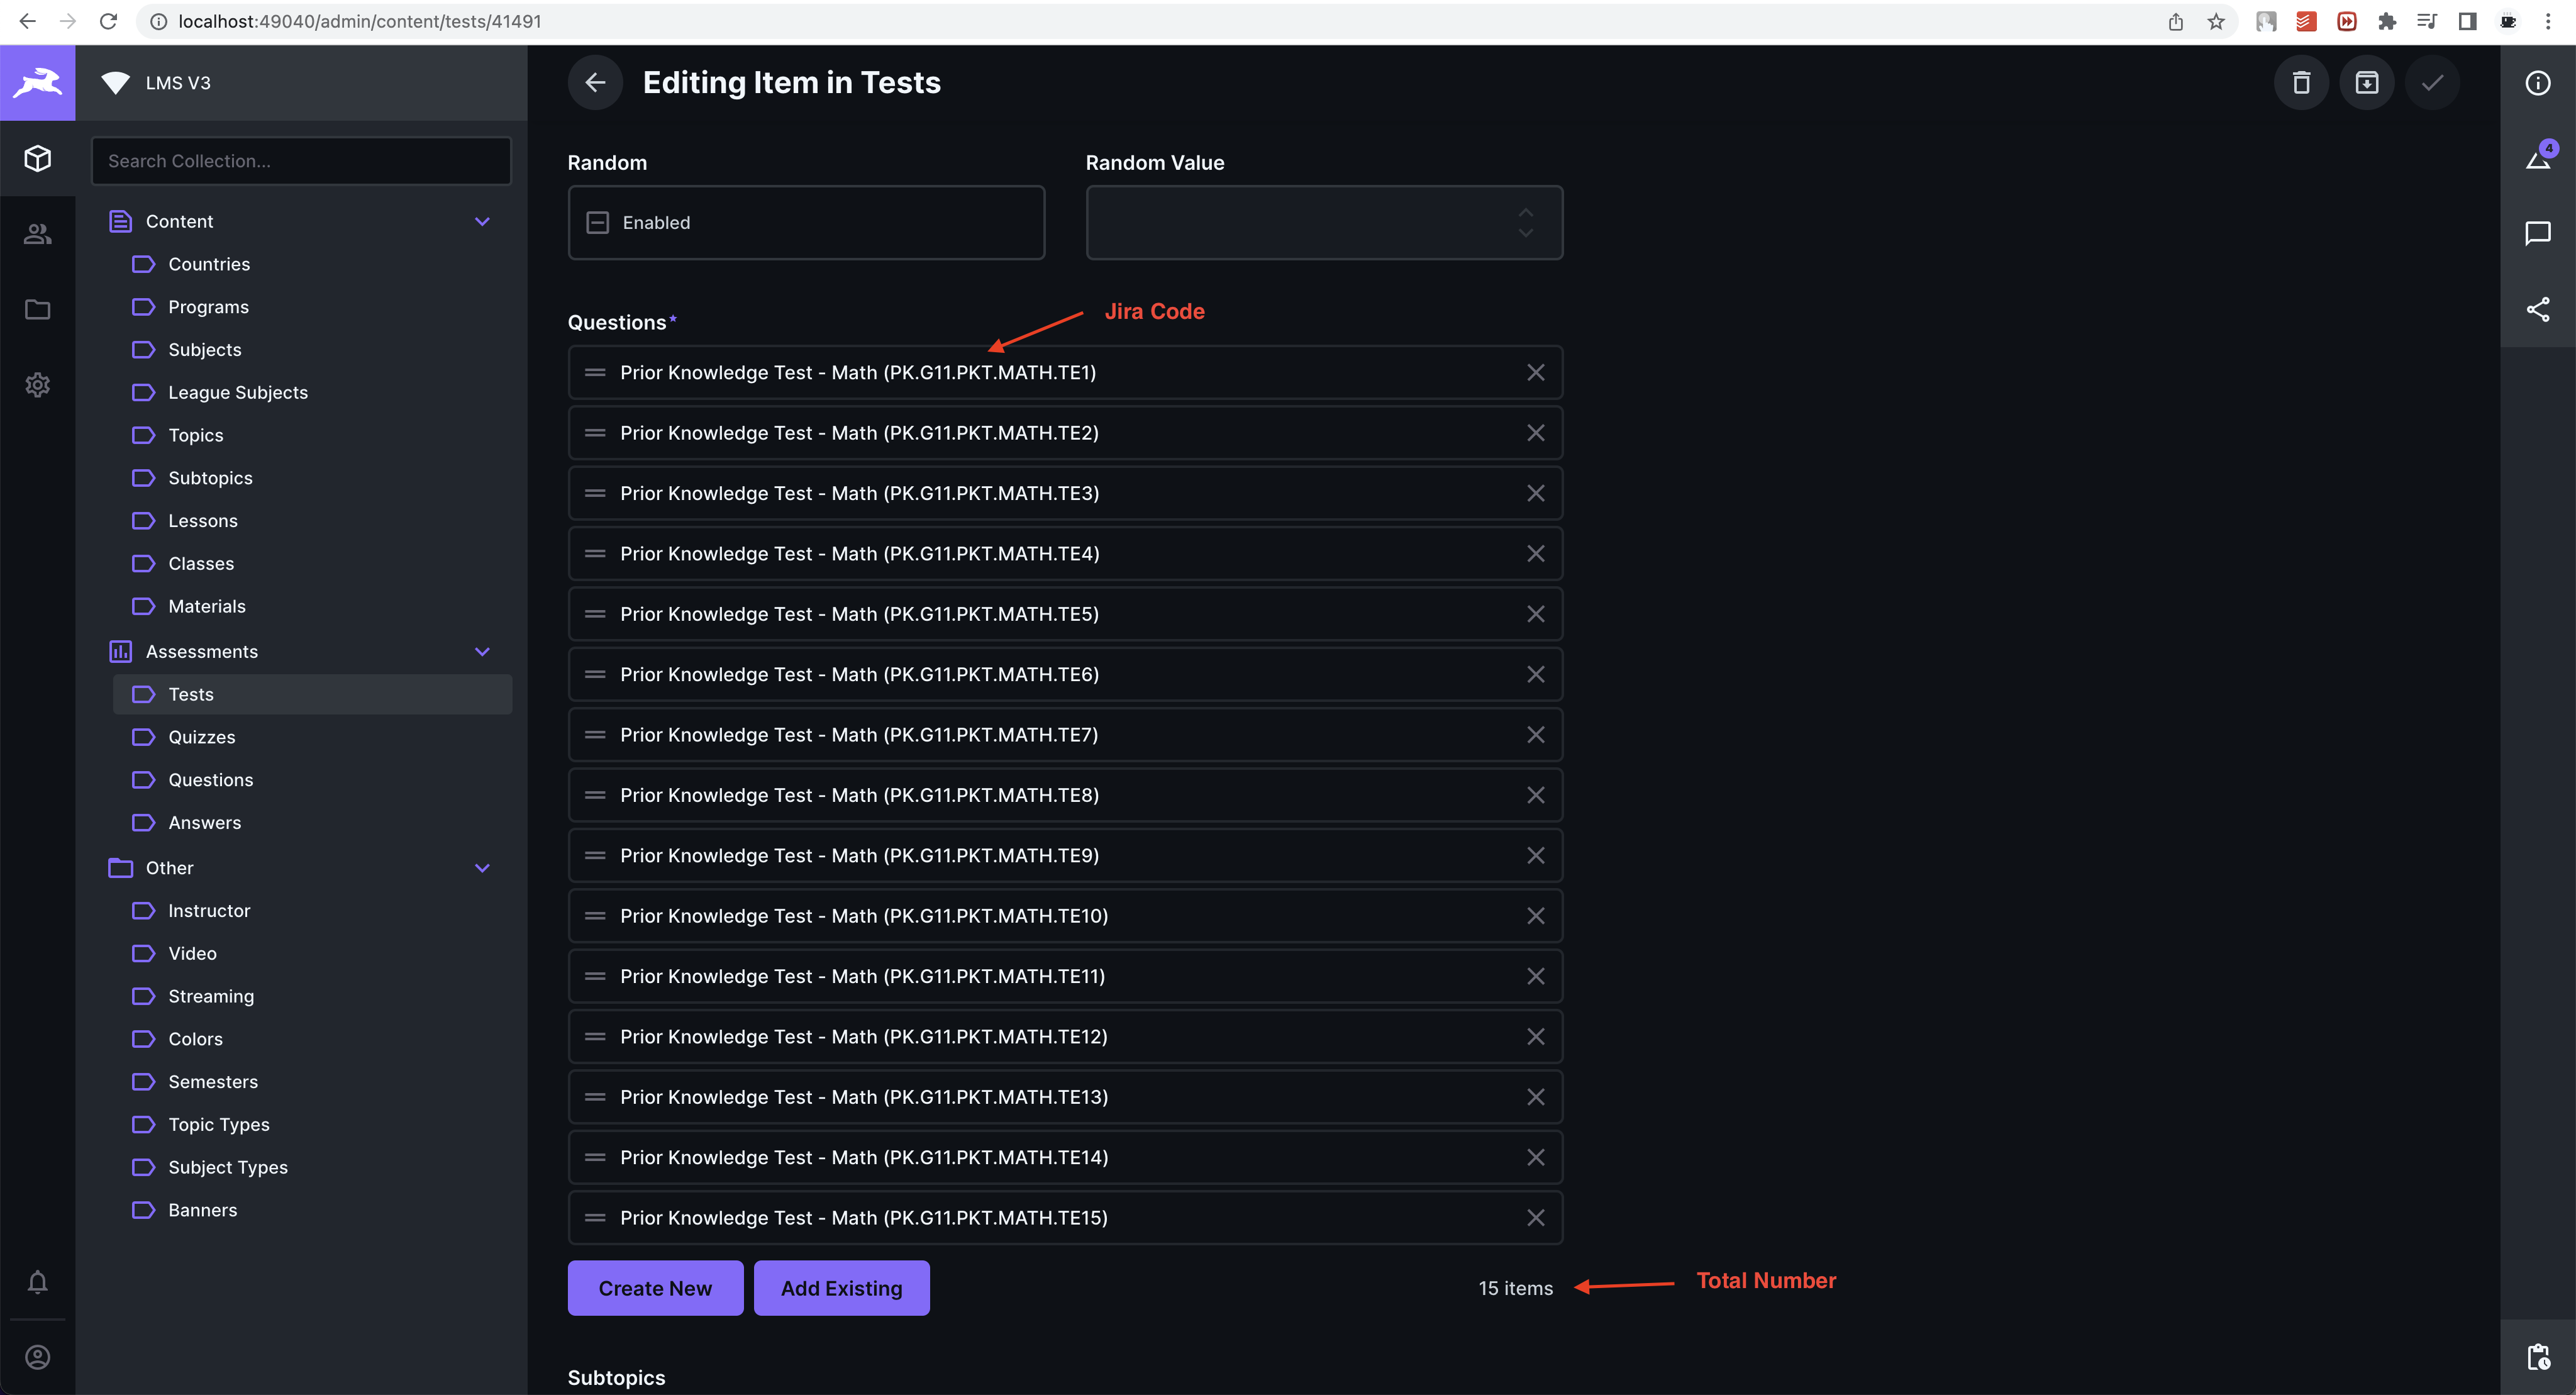 localhost:49040/admin/content/tests/41491
LMS V3
Search Collection...
Content
Countries
Programs
Subjects
League Subjects
Topics
Subtopics
Lessons
Classes
Materials
Assessments
Tests
Quizzes
Questions
Answers
Other
Instructor
Video
Streaming
Colors
Semesters
Topic Types
Subject Types
Banners
Editing Item in Tests
4
Random
Random Value
Enabled
Questions*
Jira Code
Prior Knowledge Test - Math (PK.G11.PKT.MATH.TE1)
Prior Knowledge Test - Math (PK.G11.PKT.MATH.TE2)
Prior Knowledge Test - Math (PK.G11.PKT.MATH.TE3)
Prior Knowledge Test - Math (PK.G11.PKT.MATH.TE4)
Prior Knowledge Test - Math (PK.G11.PKT.MATH.TE5)
Prior Knowledge Test - Math (PK.G11.PKT.MATH.TE6)
Prior Knowledge Test - Math (PK.G11.PKT.MATH.TE7)
Prior Knowledge Test - Math (PK.G11.PKT.MATH.TE8)
Prior Knowledge Test - Math (PK.G11.PKT.MATH.TE9)
Prior Knowledge Test - Math (PK.G11.PKT.MATH.TE10)
Prior Knowledge Test - Math (PK.G11.PKT.MATH.TE11)
Prior Knowledge Test - Math (PK.G11.PKT.MATH.TE12)
Prior Knowledge Test - Math (PK.G11.PKT.MATH.TE13)
Prior Knowledge Test - Math (PK.G11.PKT.MATH.TE14)
Prior Knowledge Test - Math (PK.G11.PKT.MATH.TE15)
Create New
Add Existing
15 items
Total Number
Subtopics